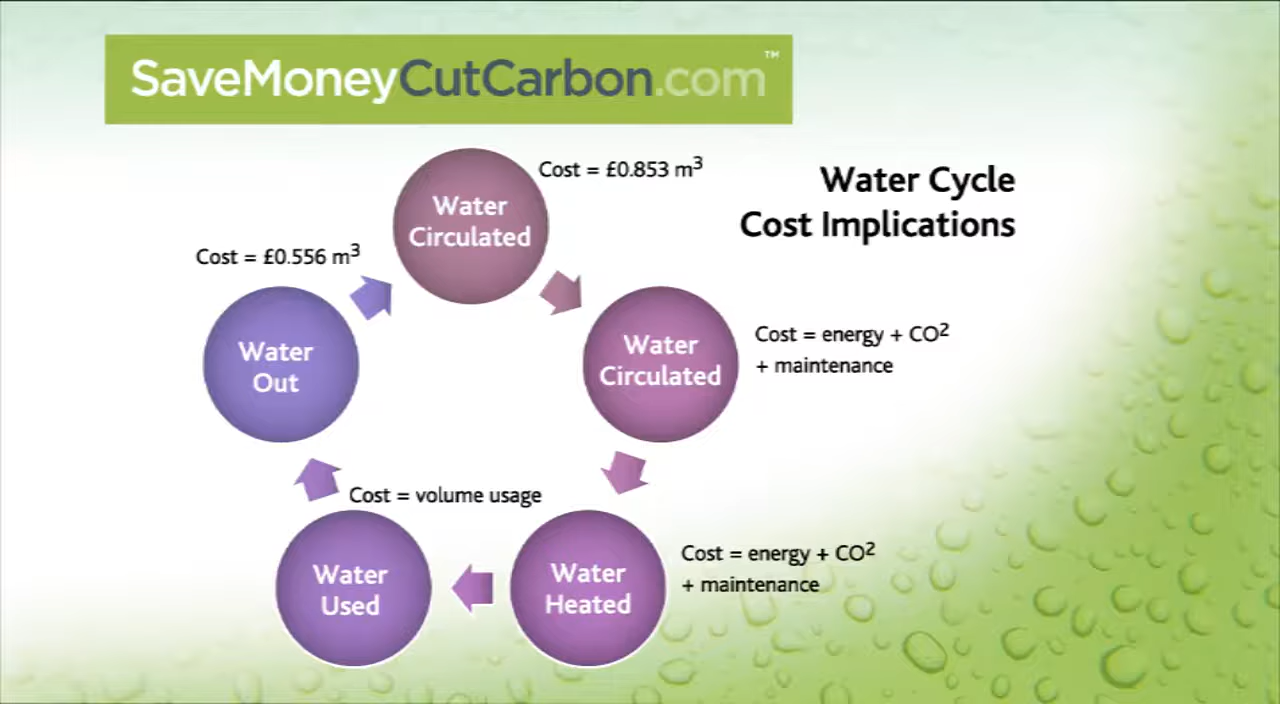 SaveMoneyCutCarbon.com™
Water Cycle
Cost Implications
Cost = £0.853 m³
Water
Circulated
Cost = energy + CO²
+ maintenance
Water
Circulated
Cost = energy + CO²
+ maintenance
Water
Heated
Cost = volume usage
Water
Used
Cost = £0.556 m³
Water
Out